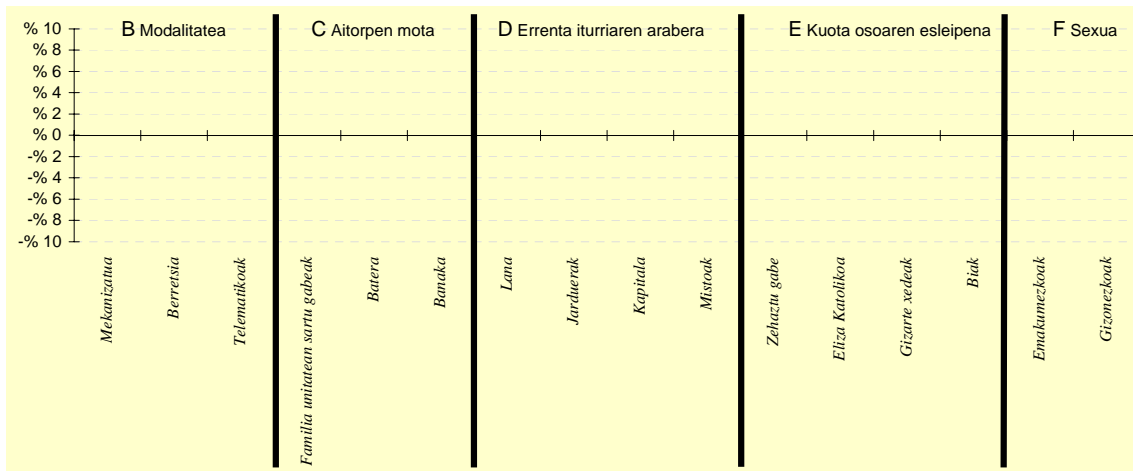 B Modalitatea
C Aitorpen mota
D Errenta iturriaren arabera
E Kuota osoaren esleipena
F Sexua
% 10
% 8
% 6
% 4
% 2
% 0
-% 2
-% 4
-% 6
-% 8
-% 10
Mekanizatua
Berretsia
Telematikoak
Familia unitatean sartu gabeak
Batera
Banaka
Lana
Jarduerak
Kapitala
Mistoak
Zehaztu gabe
Eliza Katolikoa
Gizarte xedeak
Biak
Emakumezkoak
Gizonezkoak